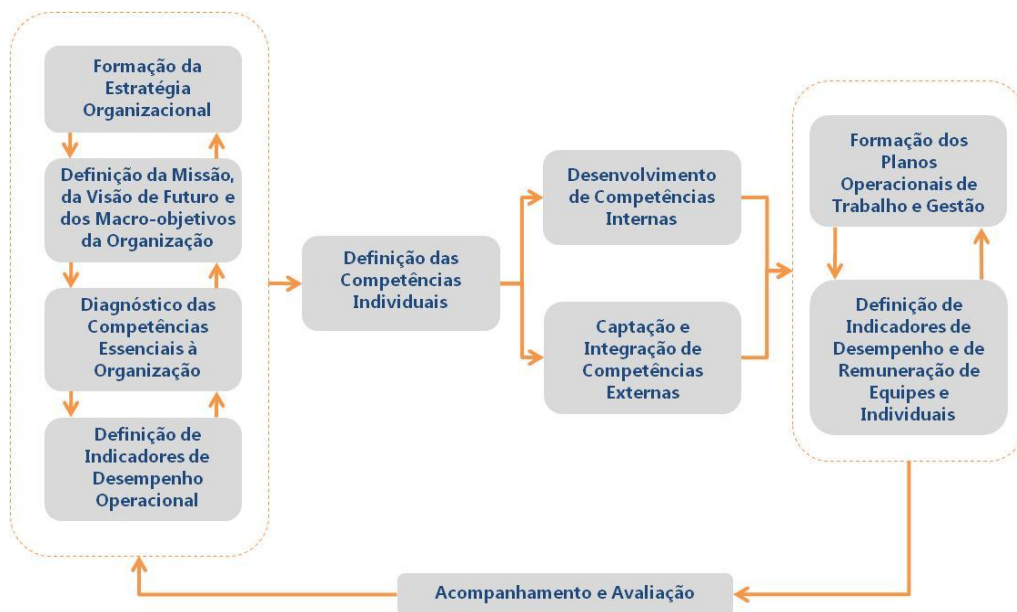 Formação da
Estratégia
Organizacional
Definição da Missão,
da Visão de Futuro e
dos Macro-objetivos
da Organização
Diagnóstico das
Competências
Essenciais à
Organização
Definição de
Indicadores de
Desempenho
Operacional
Definição das
Competências
Individuais
Desenvolvimento
de Competências
Internas
Captação e
Integração de
Competências
Externas
Formação dos
Planos
Operacionais de
Trabalho e Gestão
Definição de
Indicadores de
Desempenho e de
Remuneração de
Equipes e
Individuais
Acompanhamento e Avaliação